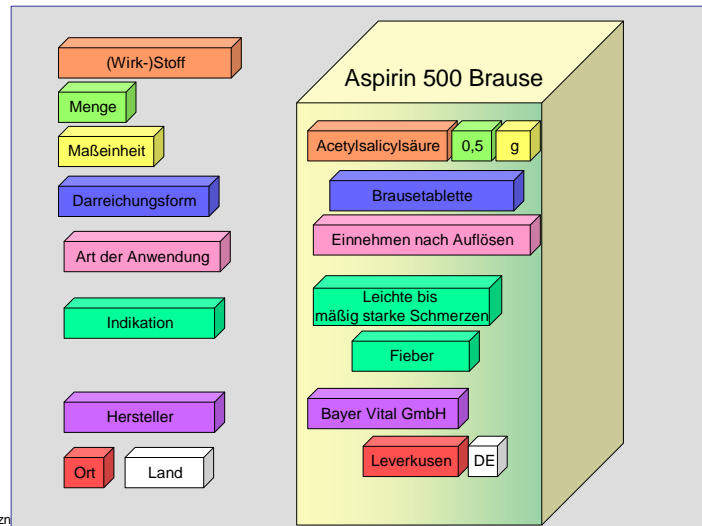 (Wirk-)Stoff
Menge
Maßeinheit
Darreichungsform
Art der Anwendung
Indikation
Hersteller
Ort Land
Aspirin 500 Brause
Acetylsalicylsäure 0,5 g
Brausetablette
Einnehmen nach Auflösen
Leichte bis
mäßig starke Schmerzen
Fieber
Bayer Vital GmbH
Leverkusen DE
zn